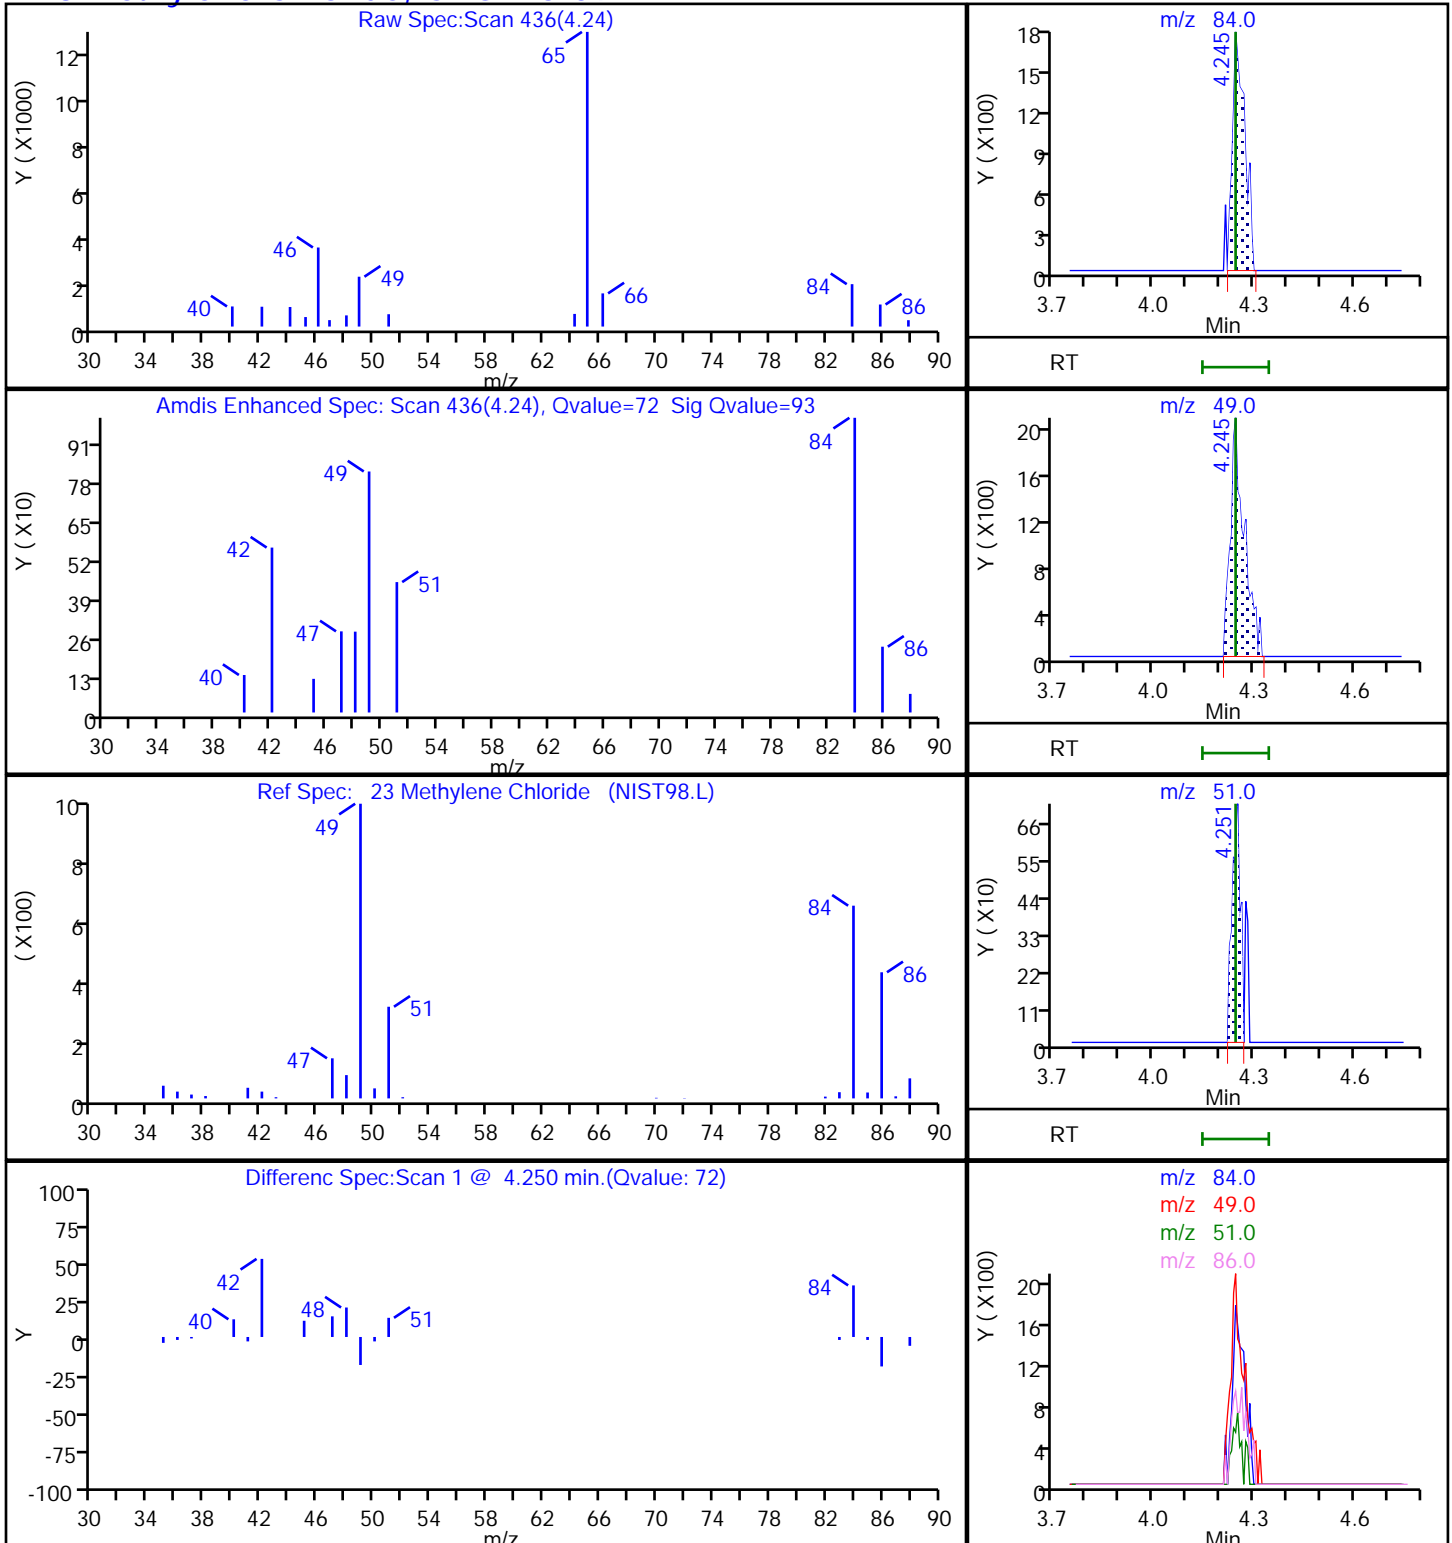 Raw Spec:Scan 436(4.24)
Y ( X1000)
12
10
8
6
4
2
0
65
46
49
40
66
84
86
30 34 38 42 46 50 54 58 62 66 70 74 78 82 86 90
m/z
m/z 84.0
Y ( X100)
18
15
12
9
6
3
0
4.245
3.7 4.0 4.3 4.6
Min
RT
Amdis Enhanced Spec: Scan 436(4.24), Qvalue=72 Sig Qvalue=93
Y ( X10)
91
78
65
52
39
26
13
0
84
49
42
51
47
40
86
30 34 38 42 46 50 54 58 62 66 70 74 78 82 86 90
m/z
m/z 49.0
Y ( X100)
20
16
12
8
4
0
4.245
3.7 4.0 4.3 4.6
Min
RT
Ref Spec: 23 Methylene Chloride (NIST98.L)
( X100)
10
8
6
4
2
0
49
84
86
51
47
30 34 38 42 46 50 54 58 62 66 70 74 78 82 86 90
m/z 51.0
Y ( X10)
66
55
44
33
22
11
0
4.251
3.7 4.0 4.3 4.6
Min
RT
Differenc Spec:Scan 1 @ 4.250 min.(Qvalue: 72)
Y
100
75
50
25
0
-25
-50
-75
-100
42
40
48
51
84
30 34 38 42 46 50 54 58 62 66 70 74 78 82 86 90
m/z
m/z 84.0
m/z 49.0
m/z 51.0
m/z 86.0
Y ( X100)
20
16
12
8
4
0
3.7 4.0 4.3 4.6
Min